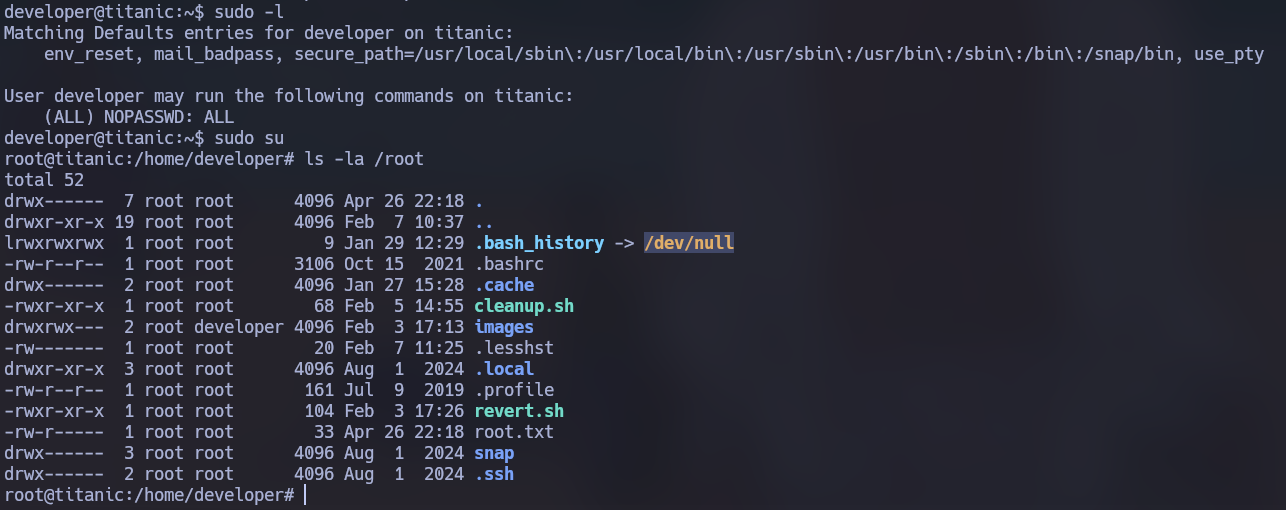 developer@titanic:~$ sudo -l
Matching Defaults entries for developer on titanic:
    env_reset, mail_badpass, secure_path=/usr/local/sbin\:/usr/local/bin\:/usr/sbin\:/usr/bin\:/sbin\:/bin\:/snap/bin, use_pty

User developer may run the following commands on titanic:
    (ALL) NOPASSWD: ALL
developer@titanic:~$ sudo su
root@titanic:/home/developer# ls -la /root
total 52
drwx------  7 root root      4096 Apr 26 22:18 .
drwxr-xr-x 19 root root      4096 Feb  7 10:37 ..
lrwxrwxrwx  1 root root         9 Jan 29 12:29 .bash_history -> /dev/null
-rw-r--r--  1 root root      3106 Oct 15  2021 .bashrc
drwx------  2 root root      4096 Jan 27 15:28 .cache
-rwxr-xr-x  1 root root        68 Feb  5 14:55 cleanup.sh
drwxrwx---  2 root developer 4096 Feb  3 17:13 images
-rw-------  1 root root        20 Feb  7 11:25 .lesshst
drwxr-xr-x  3 root root      4096 Aug  1  2024 .local
-rw-r--r--  1 root root       161 Jul  9  2019 .profile
-rwxr-xr-x  1 root root       104 Feb  3 17:26 revert.sh
-rw-r-----  1 root root        33 Apr 26 22:18 root.txt
drwx------  3 root root      4096 Aug  1  2024 snap
drwx------  2 root root      4096 Aug  1  2024 .ssh
root@titanic:/home/developer#